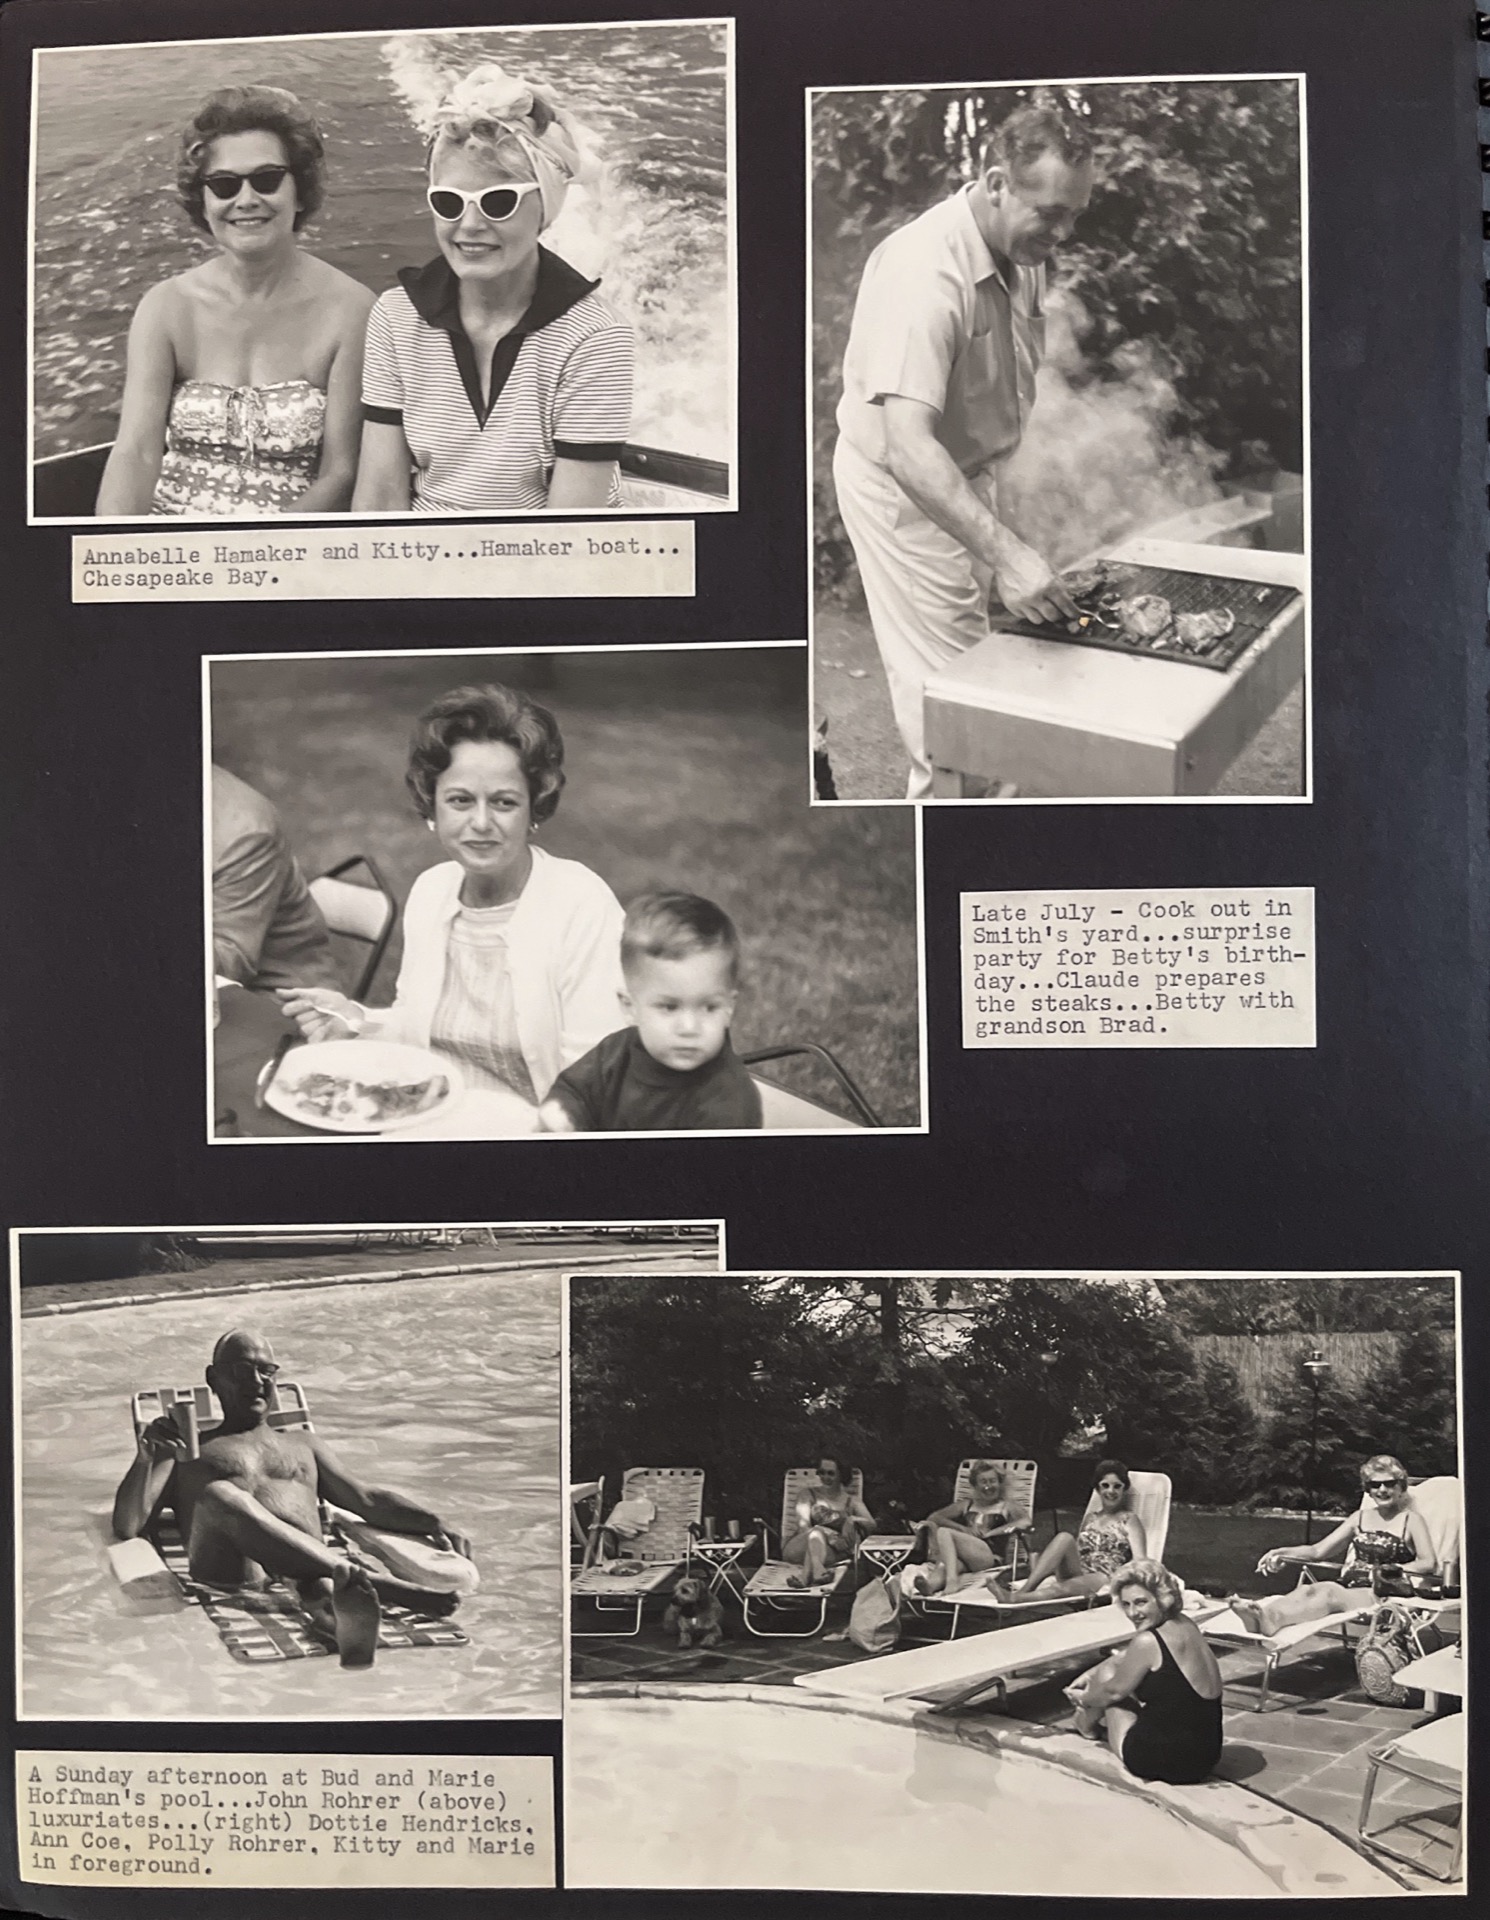 Annabelle Hamaker and Kitty...Hamaker boat...
Chesapeake Bay.
Late July - Cook out in
Smith's yard...surprise
party for Betty's birth-
day...Claude prepares
the steaks...Betty with
grandson Brad.
A Sunday afternoon at Bud and Marie
Hoffman's pool...John Rohrer (above)
luxuriates...(right) Dottie Hendricks,
Ann Coe, Polly Rohrer, Kitty and Marie
in foreground.